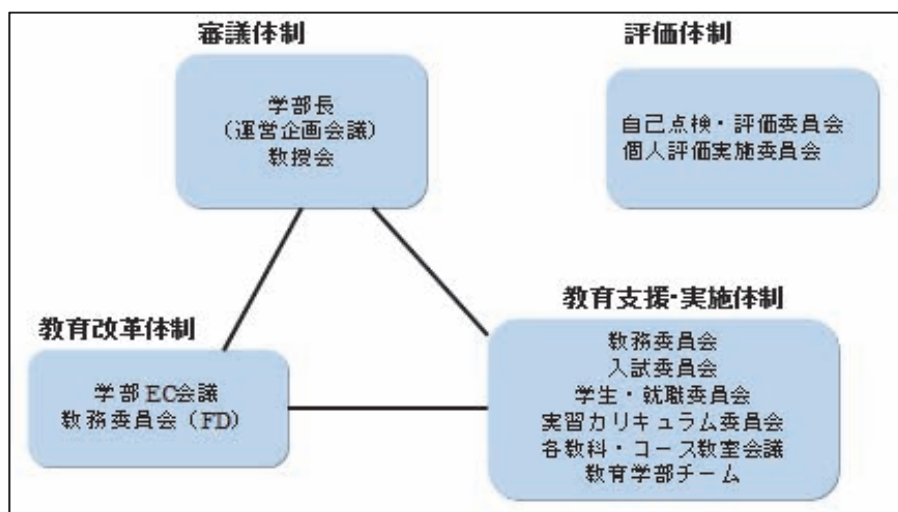 審議体制
学部長
（運営企画会議）
教授会
評価体制
自己点検・評価委員会
個人評価実施委員会
教育改革体制
学部EC会議
教務委員会（FD）
教育支援・実施体制
教務委員会
入試委員会
学生・就職委員会
実習カリキュラム委員会
各教科・コース教室会議
教育学部チーム